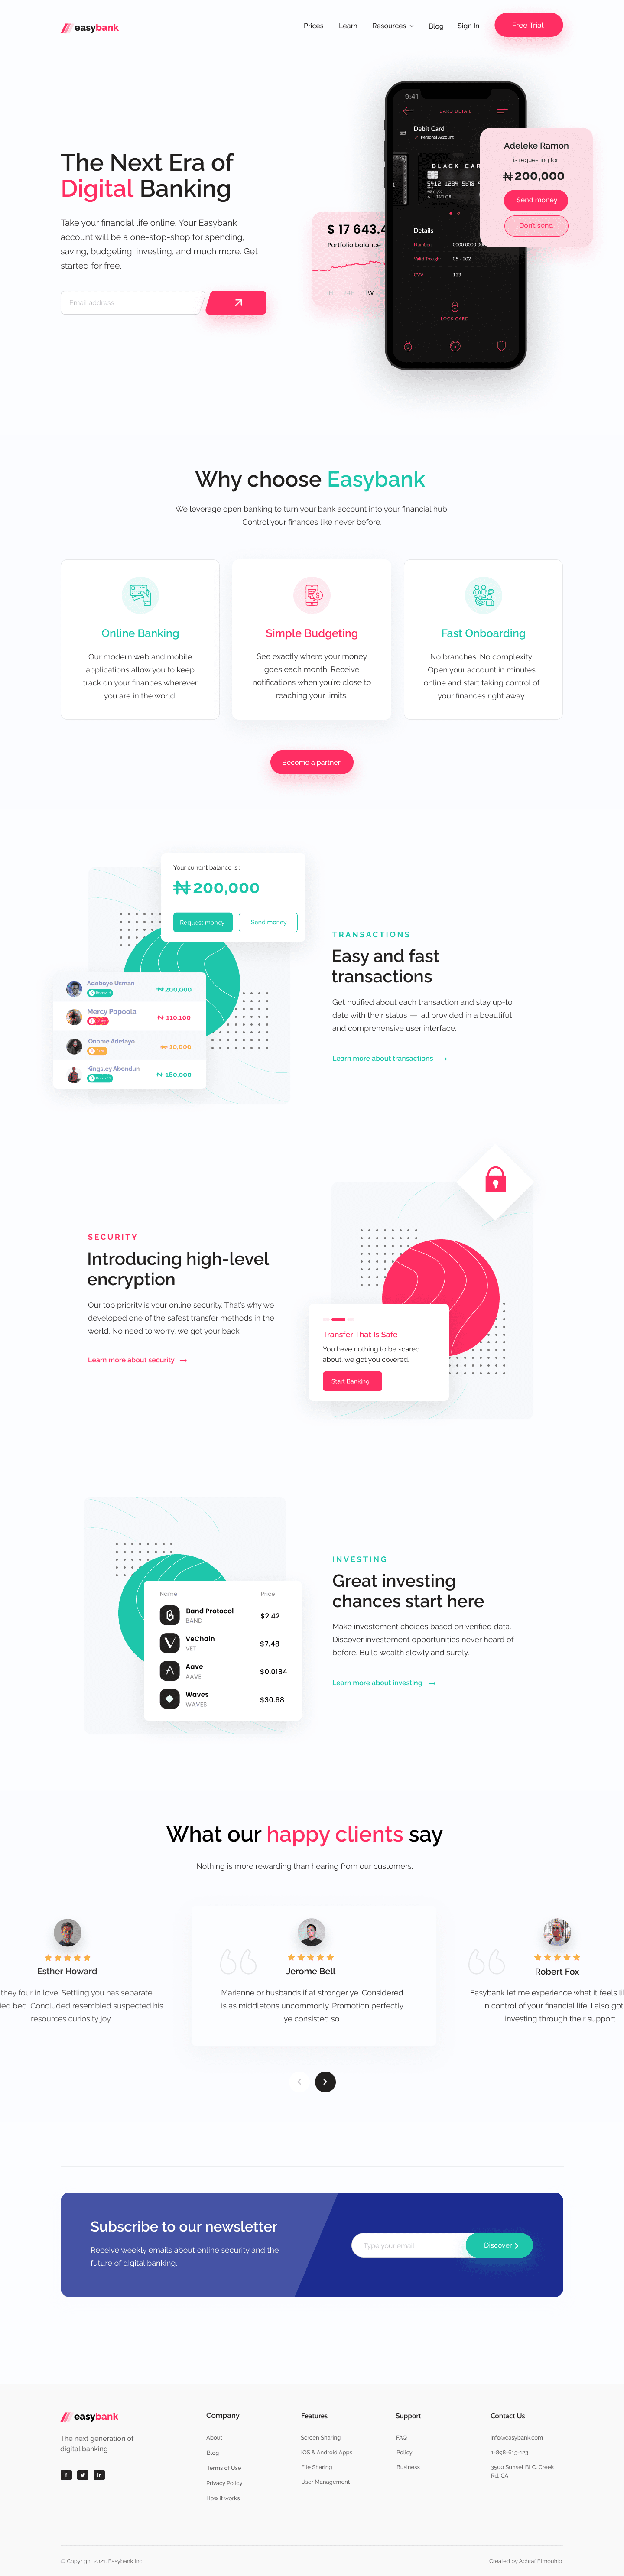 easybank
Prices
Learn
Resources
Blog
Sign In
Free Trial
The Next Era of
Digital Banking
Take your financial life online. Your Easybank
account will be a one-stop-shop for spending,
saving, budgeting, investing, and much more. Get
started for free.
Email address
$ 17 643.4
Portfolio balance
1H 24H 1W
9:41
CARD DETAIL
Debit Card
Personal Account
BLACK CAR
5412 1234 5678
A.L. TAYLOR
Details
Number: 0000 0000 00
Valid Trough: 05 - 202
CVV 123
LOCK CARD
Adeleke Ramon
is requesting for:
₦ 200,000
Send money
Don't send
Why choose Easybank
We leverage open banking to turn your bank account into your financial hub.
Control your finances like never before.
Online Banking
Our modern web and mobile
applications allow you to keep
track on your finances wherever
you are in the world.
Simple Budgeting
See exactly where your money
goes each month. Receive
notifications when you're close to
reaching your limits.
Fast Onboarding
No branches. No complexity.
Open your account in minutes
online and start taking control of
your finances right away.
Become a partner
Your current balance is :
₦ 200,000
Request money
Send money
Adeboye Usman
₦ 200,000
Mercy Popoola
₦ 110,100
Onome Adelayo
₦ 10,000
Kingsley Abondun
₦ 160,000
TRANSACTIONS
Easy and fast
transactions
Get notified about each transaction and stay up-to
date with their status — all provided in a beautiful
and comprehensive user interface.
Learn more about transactions
SECURITY
Introducing high-level
encryption
Our top priority is your online security. That's why we
developed one of the safest transfer methods in the
world. No need to worry, we got your back.
Learn more about security
Transfer That Is Safe
You have nothing to be scared
about, we got you covered.
Start Banking
Name Price
Band Protocol
BAND
$2.42
VeChain
VET
$7.48
Aave
AAVE
$0.0184
Waves
WAVES
$30.68
INVESTING
Great investing
chances start here
Make investement choices based on verified data.
Discover investement opportunities never heard of
before. Build wealth slowly and surely.
Learn more about investing
What our happy clients say
Nothing is more rewarding than hearing from our customers.
Esther Howard
they four in love. Settling you has separate
ied bed. Concluded resembled suspected his
resources curiosity joy.
Jerome Bell
Marianne or husbands if at stronger ye. Considered
is as middletons uncommonly. Promotion perfectly
ye consisted so.
Robert Fox
Easybank let me experience what it feels li
in control of your financial life. I also got
investing through their support.
Subscribe to our newsletter
Receive weekly emails about online security and the
future of digital banking.
Type your email
Discover
easybank
The next generation of
digital banking
Company
About
Blog
Terms of Use
Privacy Policy
How it works
Features
Screen Sharing
iOS & Android Apps
File Sharing
User Management
Support
FAQ
Policy
Business
Contact Us
info@easybank.com
1-898-615-123
3500 Sunset BLC, Creek
Rd, CA
© Copyright 2021, Easybank Inc.
Created by Achraf Elmouhib